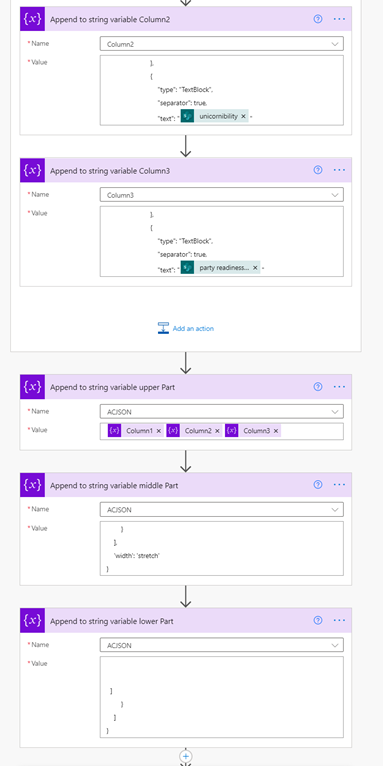 {x} Append to string variable Column2
* Name Column2
* Value
},
{
"type": "TextBlock",
"separator": true,
"text": " unicornibility × "
{x} Append to string variable Column3
* Name Column3
* Value
},
{
"type": "TextBlock",
"separator": true,
"text": " party readiness... × "
Add an action
{x} Append to string variable upper Part
* Name ACJSON
* Value {x} Column1 × {x} Column2 × {x} Column3 ×
{x} Append to string variable middle Part
* Name ACJSON
* Value
}
],
'width': 'stretch'
}
{x} Append to string variable lower Part
* Name ACJSON
* Value
]
}
]
}